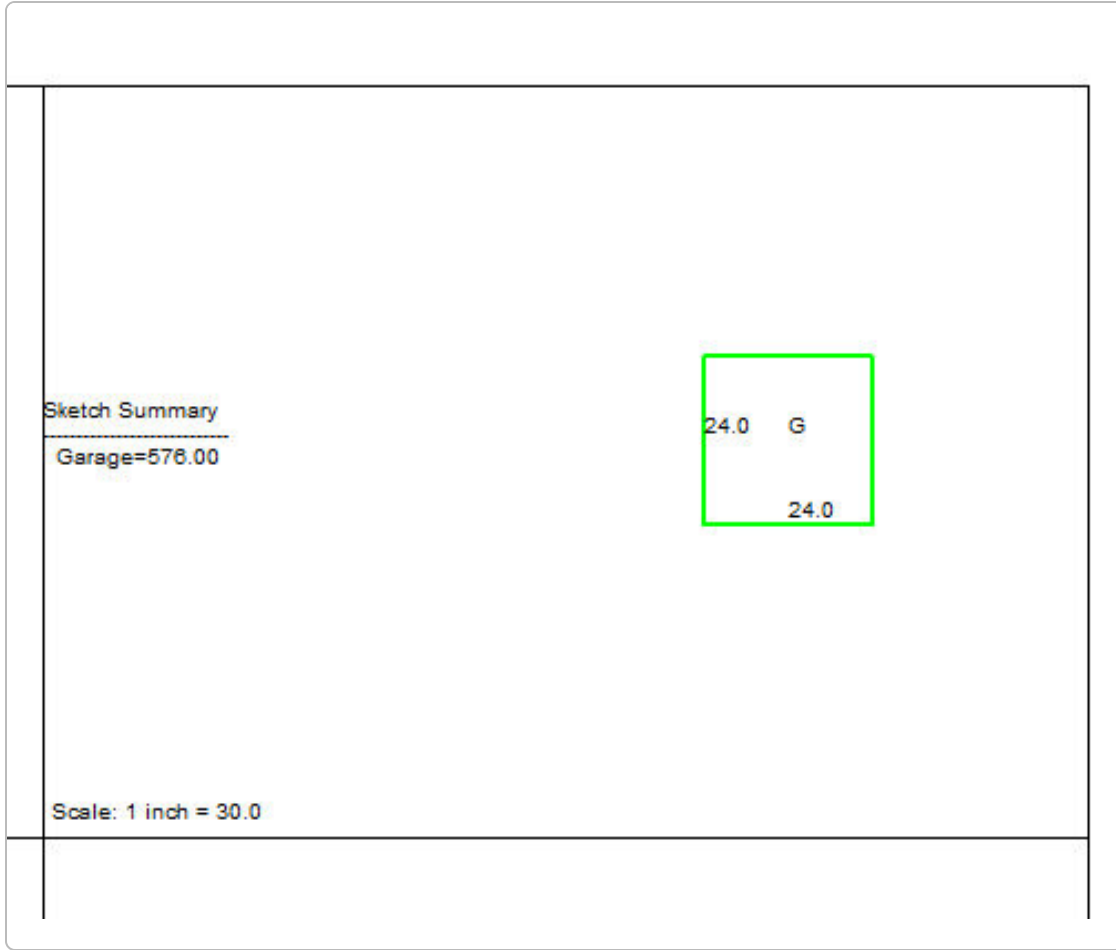 Sketch Summary
Garage=576.00
24.0 G
24.0
Scale: 1 inch = 30.0